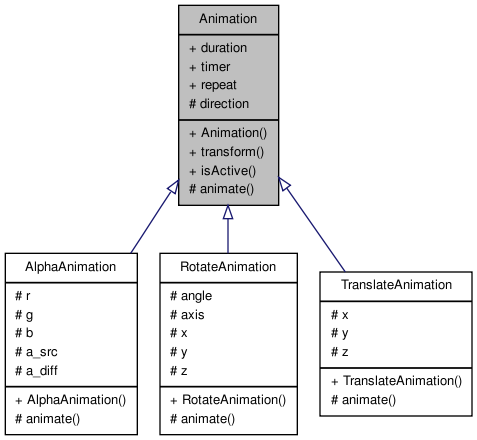 Animation
+ duration
+ timer
+ repeat
# direction
+ Animation()
+ transform()
+ isActive()
# animate()
AlphaAnimation
# r
# g
# b
# a_src
# a_diff
+ AlphaAnimation()
# animate()
RotateAnimation
# angle
# axis
# x
# y
# z
+ RotateAnimation()
# animate()
TranslateAnimation
# x
# y
# z
+ TranslateAnimation()
# animate()